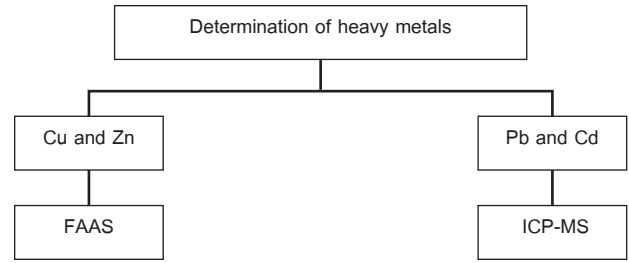 Determination of heavy metals
Cu and Zn
Pb and Cd
FAAS
ICP-MS